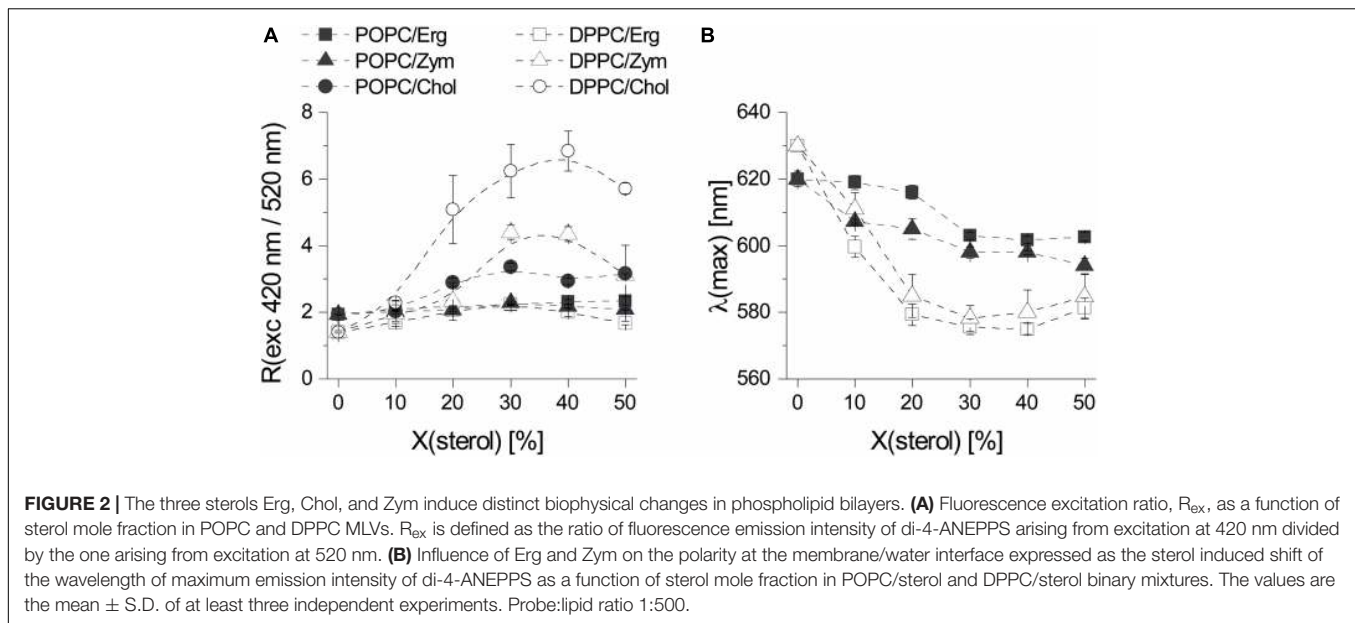 A
POPC/Erg
DPPC/Erg
POPC/Zym
DPPC/Zym
POPC/Chol
DPPC/Chol
8
6
4
2
0
R(exc 420 nm / 520 nm)
0 10 20 30 40 50
X(sterol) [%]
B
640
620
600
580
560
λ(max) [nm]
0 10 20 30 40 50
X(sterol) [%]
FIGURE 2 | The three sterols Erg, Chol, and Zym induce distinct biophysical changes in phospholipid bilayers. (A) Fluorescence excitation ratio, Rex, as a function of
sterol mole fraction in POPC and DPPC MLVs. Rex is defined as the ratio of fluorescence emission intensity of di-4-ANEPPS arising from excitation at 420 nm divided
by the one arising from excitation at 520 nm. (B) Influence of Erg and Zym on the polarity at the membrane/water interface expressed as the sterol induced shift of
the wavelength of maximum emission intensity of di-4-ANEPPS as a function of sterol mole fraction in POPC/sterol and DPPC/sterol binary mixtures. The values are
the mean ± S.D. of at least three independent experiments. Probe:lipid ratio 1:500.